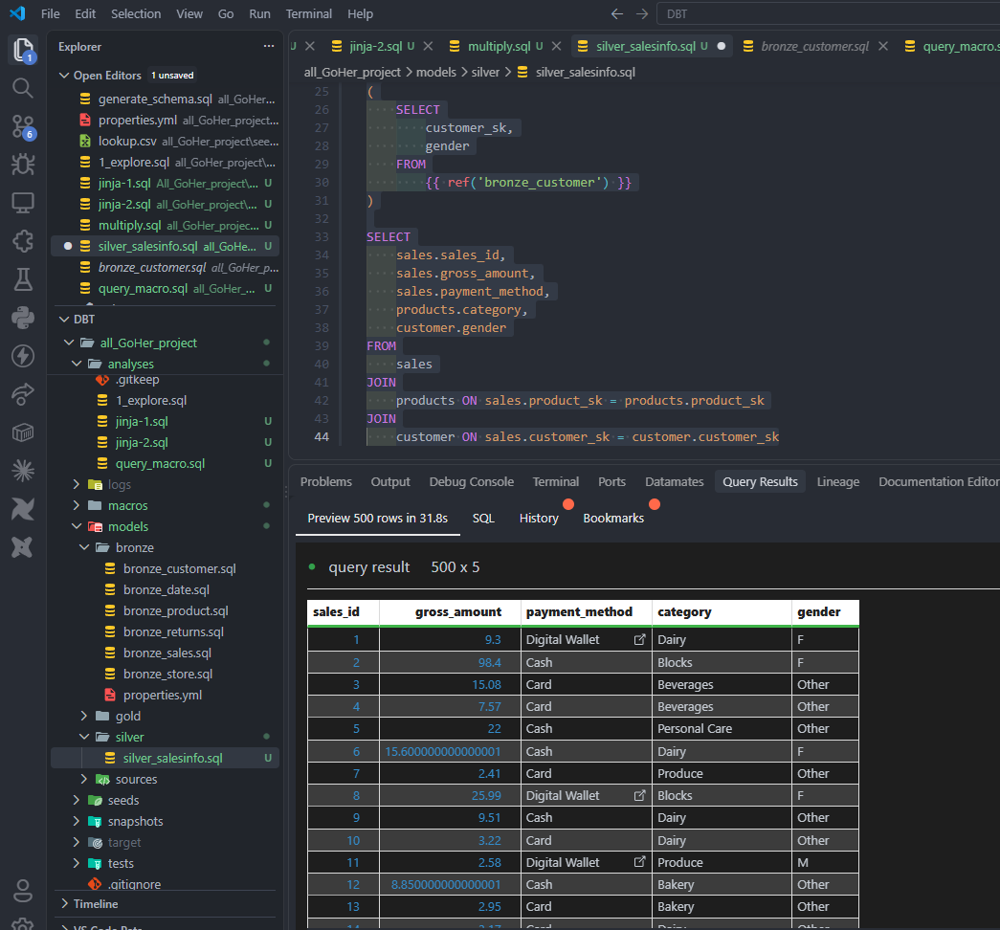 File Edit Selection View Go Run Terminal Help
DBT
Explorer
Open Editors 1 unsaved
generate_schema.sql all_GoHer...
properties.yml all_GoHer_project...
lookup.csv all_GoHer_project\see...
1_explore.sql all_GoHer_project\...
jinja-1.sql All_GoHer_project\... U
jinja-2.sql all_GoHer_project\... U
multiply.sql all_GoHer_projec... U
silver_salesinfo.sql all_GoHe... U
bronze_customer.sql all_GoHer_p...
query_macro.sql all_GoHer_... U
DBT
all_GoHer_project
analyses
.gitkeep
1_explore.sql
jinja-1.sql U
jinja-2.sql U
query_macro.sql U
logs
macros
models
bronze
bronze_customer.sql
bronze_date.sql
bronze_product.sql
bronze_returns.sql
bronze_sales.sql
bronze_store.sql
properties.yml
gold
silver
silver_salesinfo.sql U
sources
seeds
snapshots
target
tests
.gitignore
Timeline
1
6
U jinja-2.sql U multiply.sql U silver_salesinfo.sql U bronze_customer.sql query_macro.s
all_GoHer_project > models > silver > silver_salesinfo.sql
25 (
26 SELECT
27 customer_sk,
28 gender
29 FROM
30 {{ ref('bronze_customer') }}
31 )
32
33 SELECT
34 sales.sales_id,
35 sales.gross_amount,
36 sales.payment_method,
37 products.category,
38 customer.gender
39 FROM
40 sales
41 JOIN
42 products ON sales.product_sk = products.product_sk
43 JOIN
44 customer ON sales.customer_sk = customer.customer_sk
Problems Output Debug Console Terminal Ports Datamates Query Results Lineage Documentation Editor
Preview 500 rows in 31.8s SQL History Bookmarks
query result 500 x 5
sales_id gross_amount payment_method category gender
1 9.3 Digital Wallet Dairy F
2 98.4 Cash Blocks F
3 15.08 Card Beverages Other
4 7.57 Card Beverages Other
5 22 Cash Personal Care Other
6 15.600000000000001 Cash Dairy F
7 2.41 Card Produce Other
8 25.99 Digital Wallet Blocks F
9 9.51 Cash Dairy Other
10 3.22 Card Dairy Other
11 2.58 Digital Wallet Produce M
12 8.850000000000001 Cash Bakery Other
13 2.95 Card Bakery Other